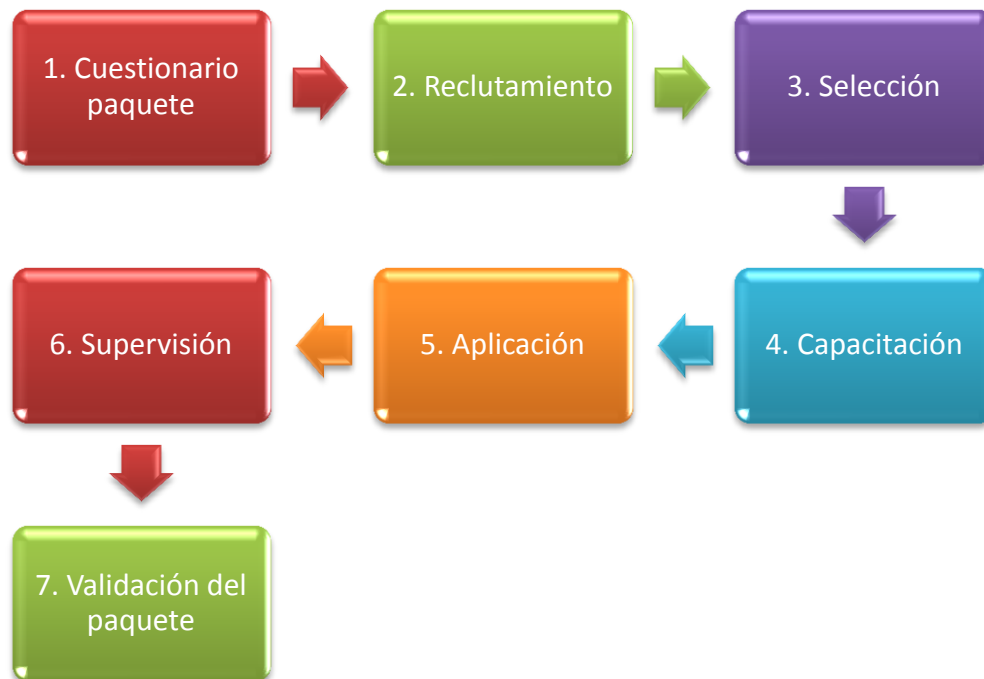 1. Cuestionario
paquete
2. Reclutamiento
3. Selección
4. Capacitación
5. Aplicación
6. Supervisión
7. Validación del
paquete